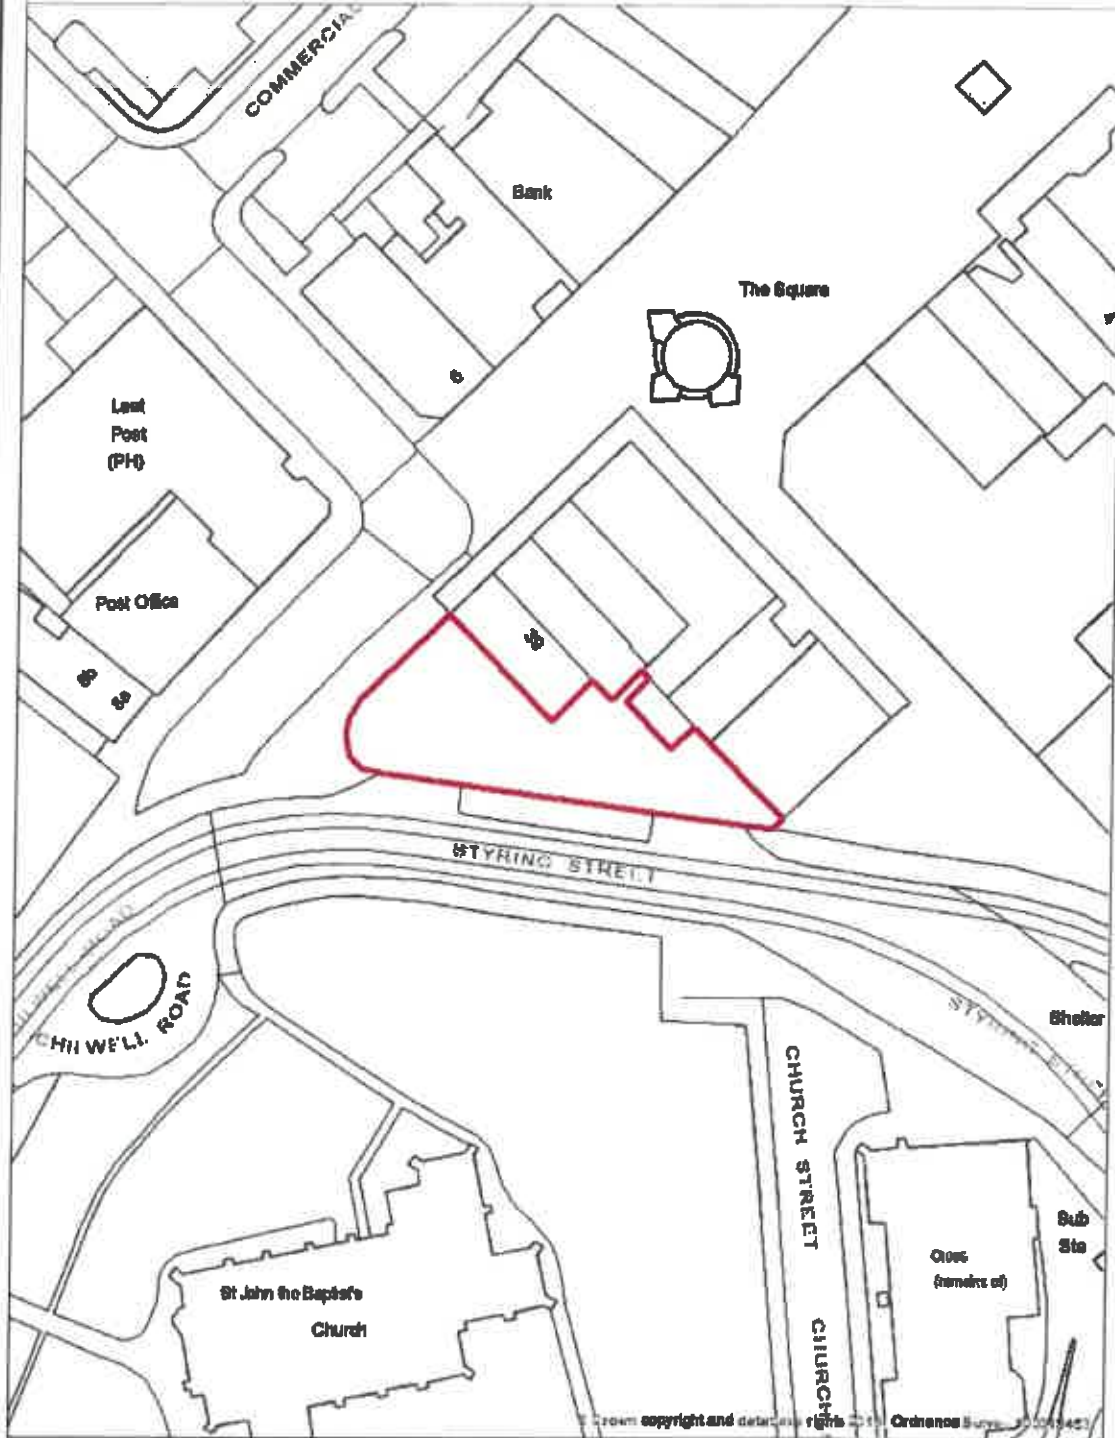 COMMERCIAL
Bank
The Square
6
Last
Post
(PH)
Post Office
STYRING STREET
CHILWELL ROAD
STYRING STREET
Shelter
CHURCH STREET
Sub
Sta
Cross
(remains of)
St John the Baptist's
Church
CHURCH
© Crown copyright and database rights Ordnance Survey